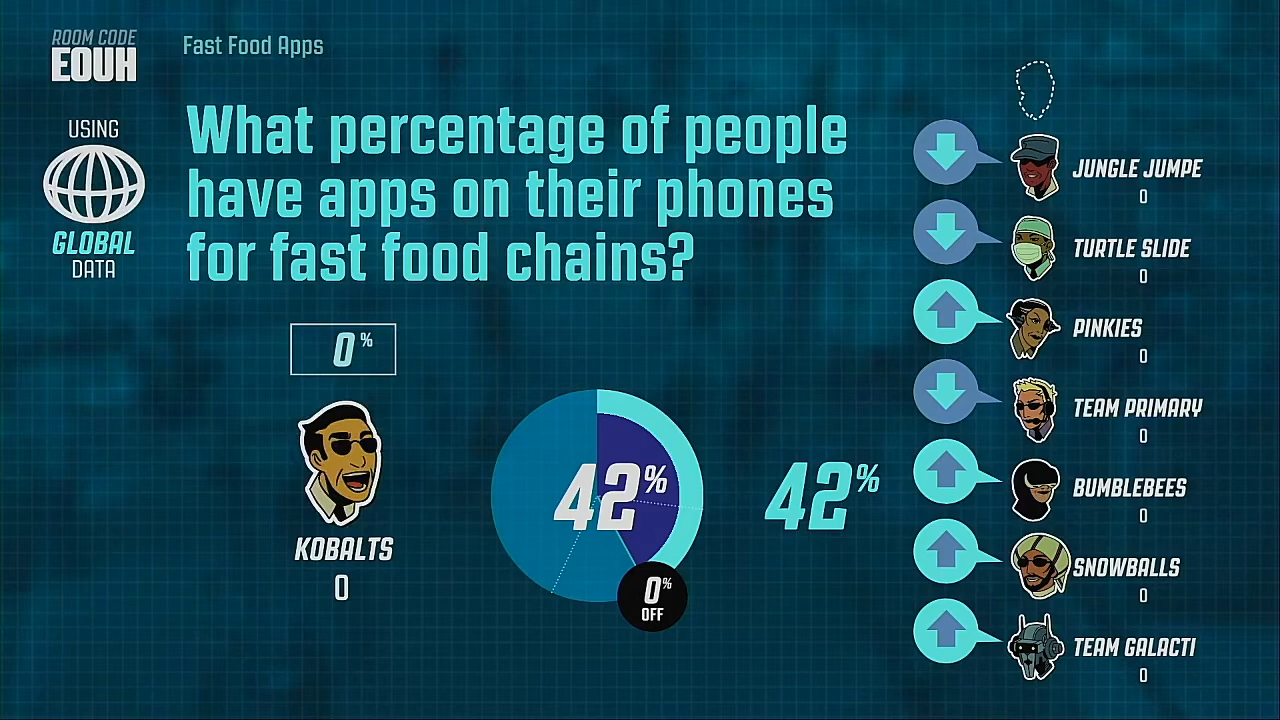 ROOM CODE
EOUH
Fast Food Apps
USING
GLOBAL
DATA
What percentage of people
have apps on their phones
for fast food chains?
0%
KOBALTS
0
42%
0%
OFF
42%
JUNGLE JUMPE
0
TURTLE SLIDE
0
PINKIES
0
TEAM PRIMARY
0
BUMBLEBEES
0
SNOWBALLS
0
TEAM GALACTI
0